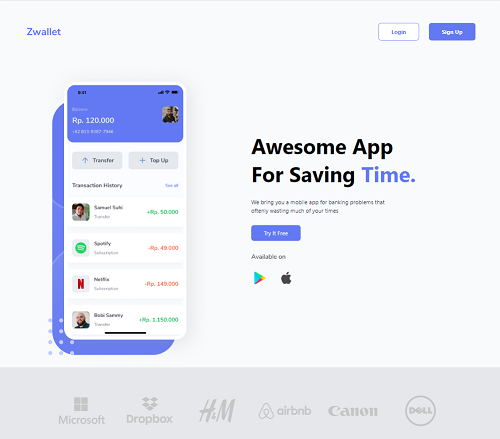 Zwallet
Login
Sign Up
8:41
Balance
Rp. 120.000
+62 813-9387-7946
Transfer
Top Up
Transaction History
See all
Samuel Suhi
Transfer
+Rp. 50.000
Spotify
Subscription
-Rp. 49.000
Netflix
Subscription
-Rp. 149.000
Bobi Sammy
Transfer
+Rp. 1.150.000
Awesome App
For Saving Time.
We bring you a mobile app for banking problems that
oftenly wasting much of your times
Try It Free
Available on
Microsoft
Dropbox
H&M
airbnb
Canon
DELL